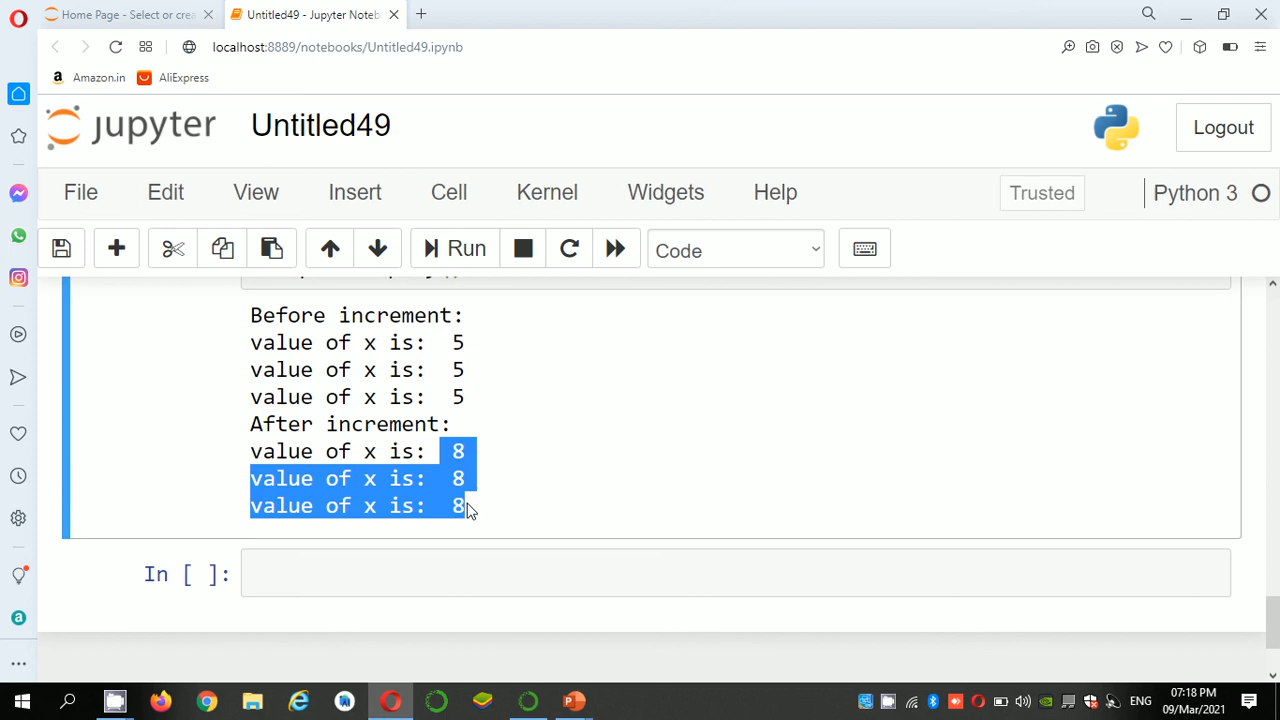 Home Page - Select or crea
Untitled49 - Jupyter Noteb
localhost:8889/notebooks/Untitled49.ipynb
Amazon.in
AliExpress
jupyter
Untitled49
Logout
File Edit View Insert Cell Kernel Widgets Help
Trusted
Python 3
Run
Code
Before increment:
value of x is:  5
value of x is:  5
value of x is:  5
After increment:
value of x is:  8
value of x is:  8
value of x is:  8
In [ ]:
ENG
07:18 PM
09/Mar/2021